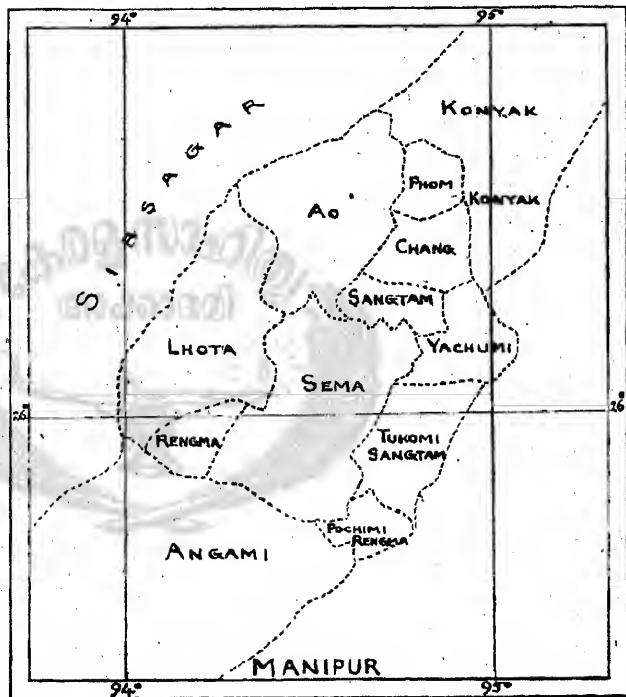 94° 95°
KONYAK
SIBSAGAR
PHOM
KONYAK
AO
CHANG
SANGTAM
YACHUMI
LHOTA
SEMA
26 26°
RENGMA
TUKOMI
SANGTAM
POCHIMI
RENGMA
ANGAMI
MANIPUR
94° 95°